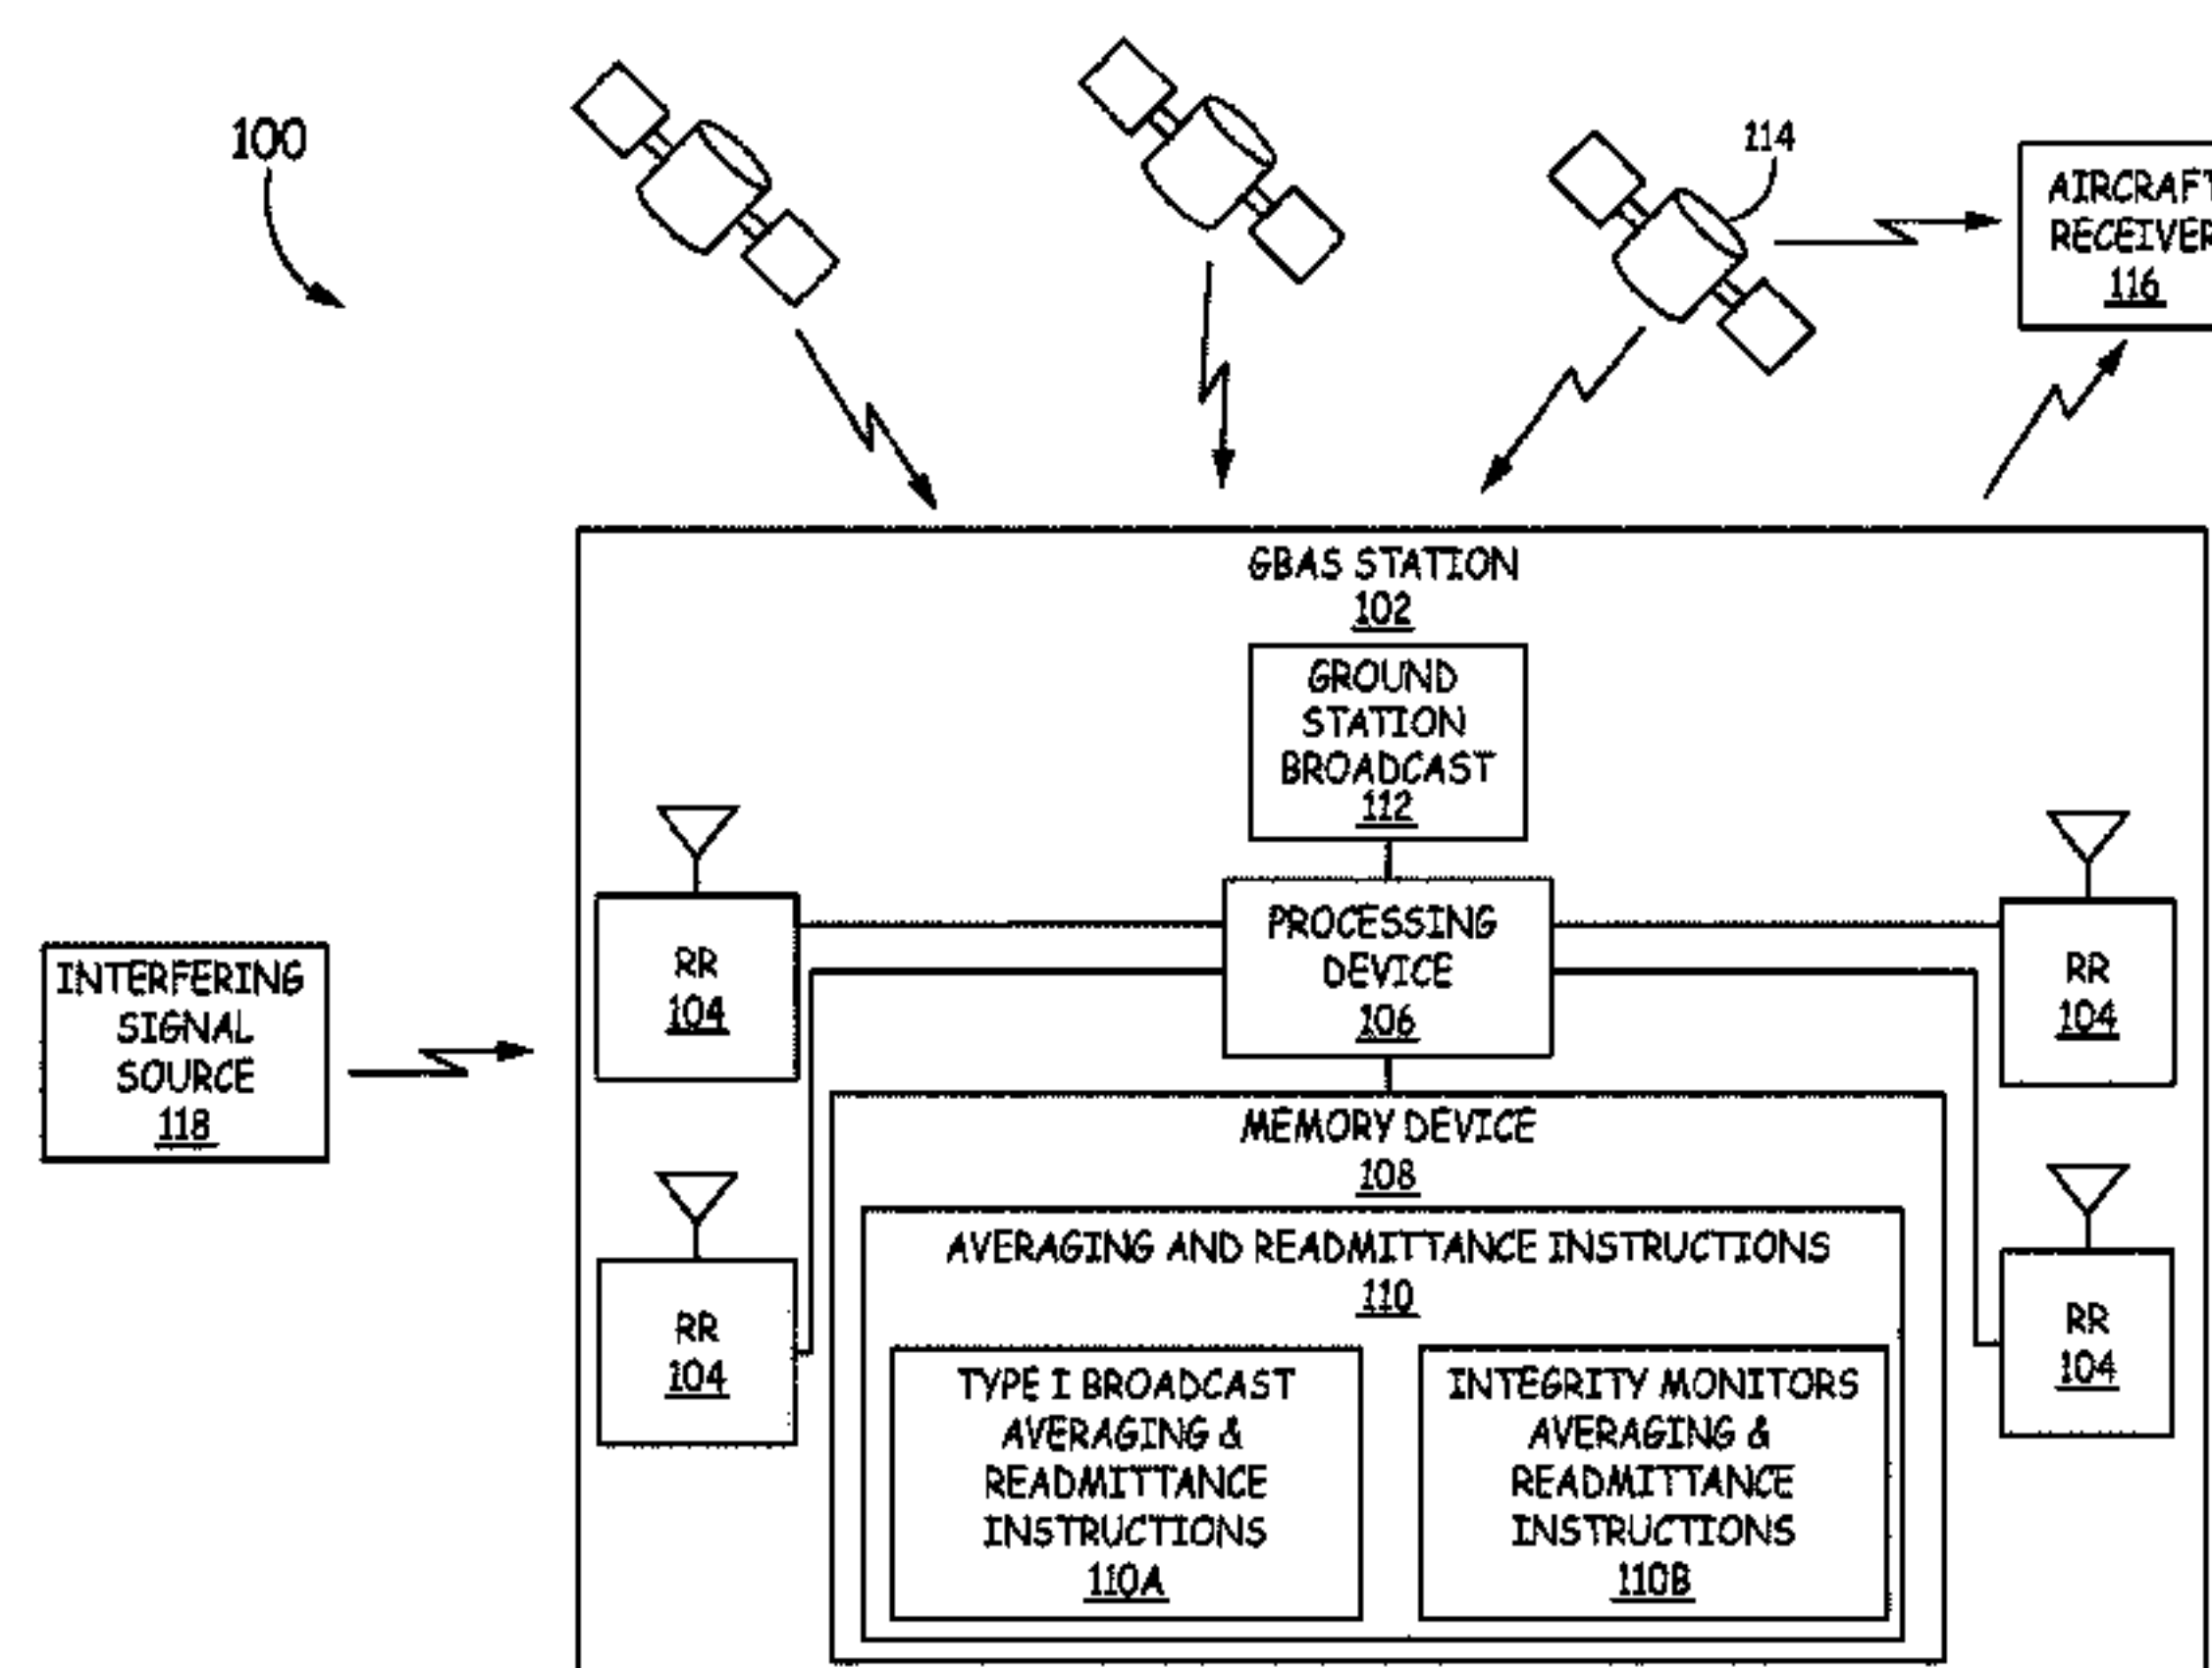 100
114
AIRCRAFT
RECEIVER
116
GBAS STATION
102
GROUND
STATION
BROADCAST
112
INTERFERING
SIGNAL
SOURCE
118
RR
104
PROCESSING
DEVICE
106
RR
104
MEMORY DEVICE
108
AVERAGING AND READMITTANCE INSTRUCTIONS
110
RR
104
TYPE I BROADCAST
AVERAGING &
READMITTANCE
INSTRUCTIONS
110A
INTEGRITY MONITORS
AVERAGING &
READMITTANCE
INSTRUCTIONS
110B
RR
104